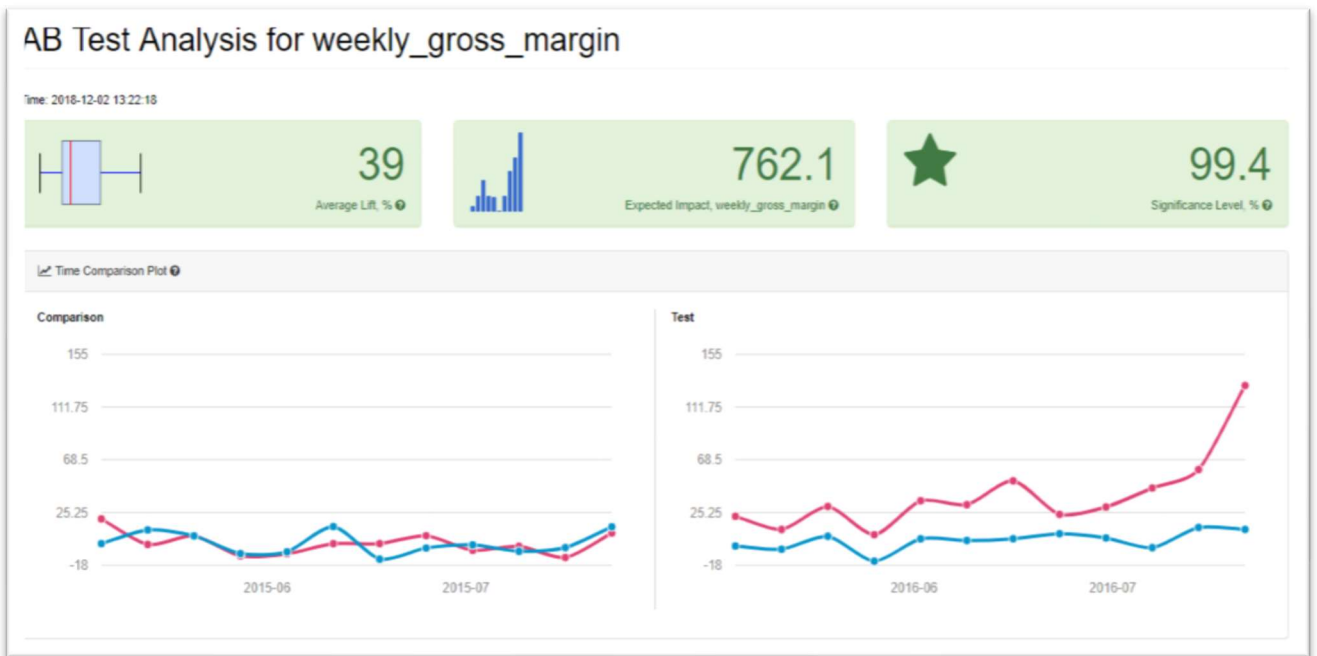 AB Test Analysis for weekly_gross_margin
Time: 2018-12-02 13:22:18
39
Average Lift, %
762.1
Expected Impact, weekly_gross_margin
99.4
Significance Level, %
Time Comparison Plot
Comparison
155
111.75
68.5
25.25
-18
2015-06 2015-07
Test
155
111.75
68.5
25.25
-18
2016-06 2016-07